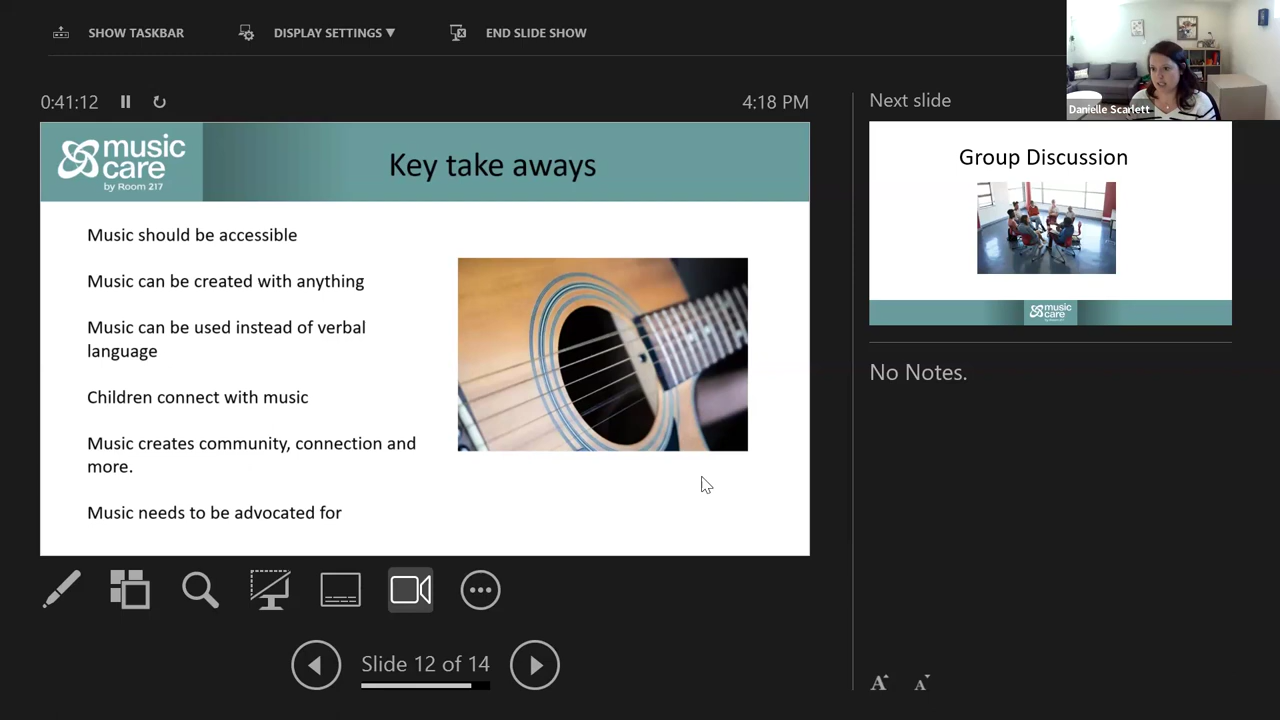 SHOW TASKBAR
DISPLAY SETTINGS ▼
END SLIDE SHOW
0:41:12
4:18 PM
Next slide
Danielle Scarlett
music
care
by Room 217
Key take aways
Music should be accessible
Music can be created with anything
Music can be used instead of verbal
language
Children connect with music
Music creates community, connection and
more.
Music needs to be advocated for
Group Discussion
music
care
No Notes.
Slide 12 of 14
A
A